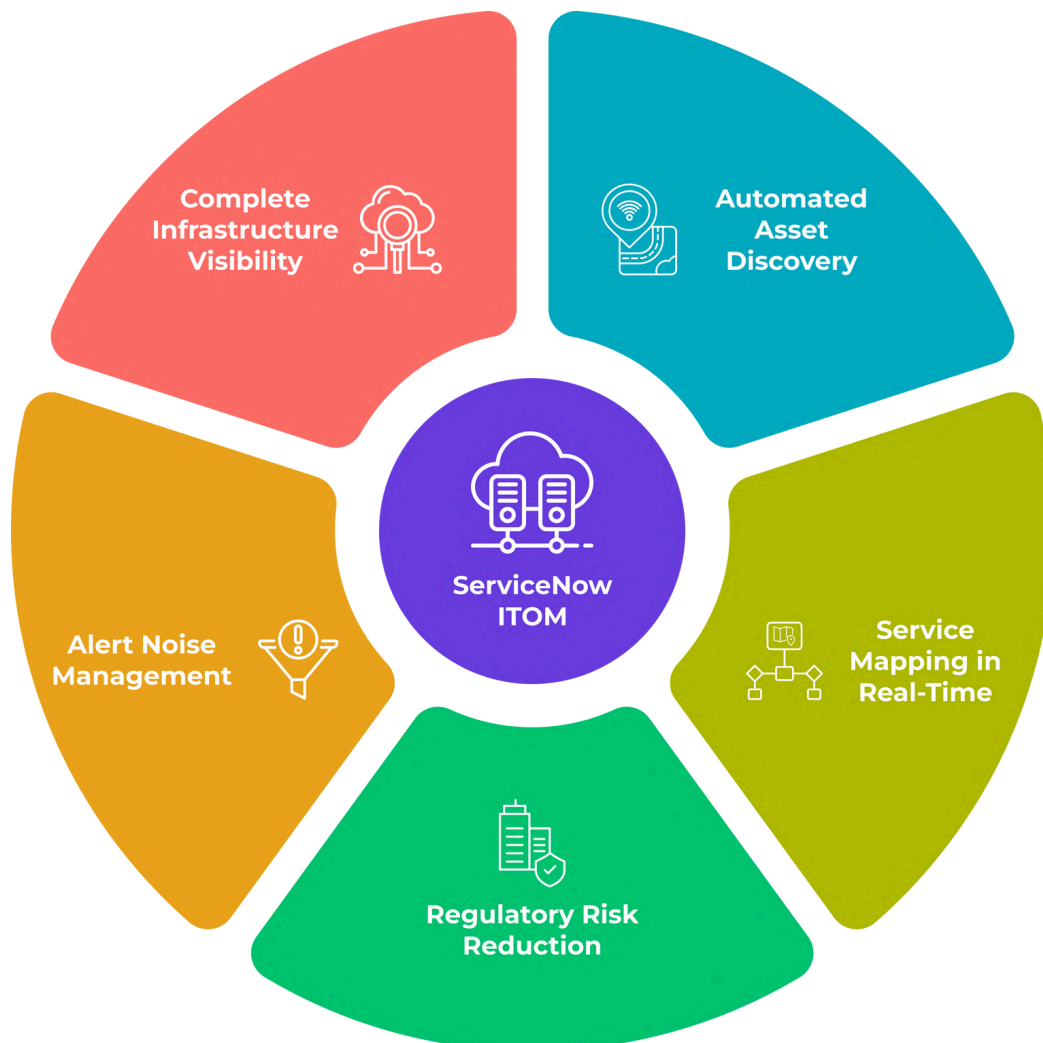 Complete
Infrastructure
Visibility
Automated
Asset
Discovery
ServiceNow
ITOM
Alert Noise
Management
Service
Mapping in
Real-Time
Regulatory Risk
Reduction